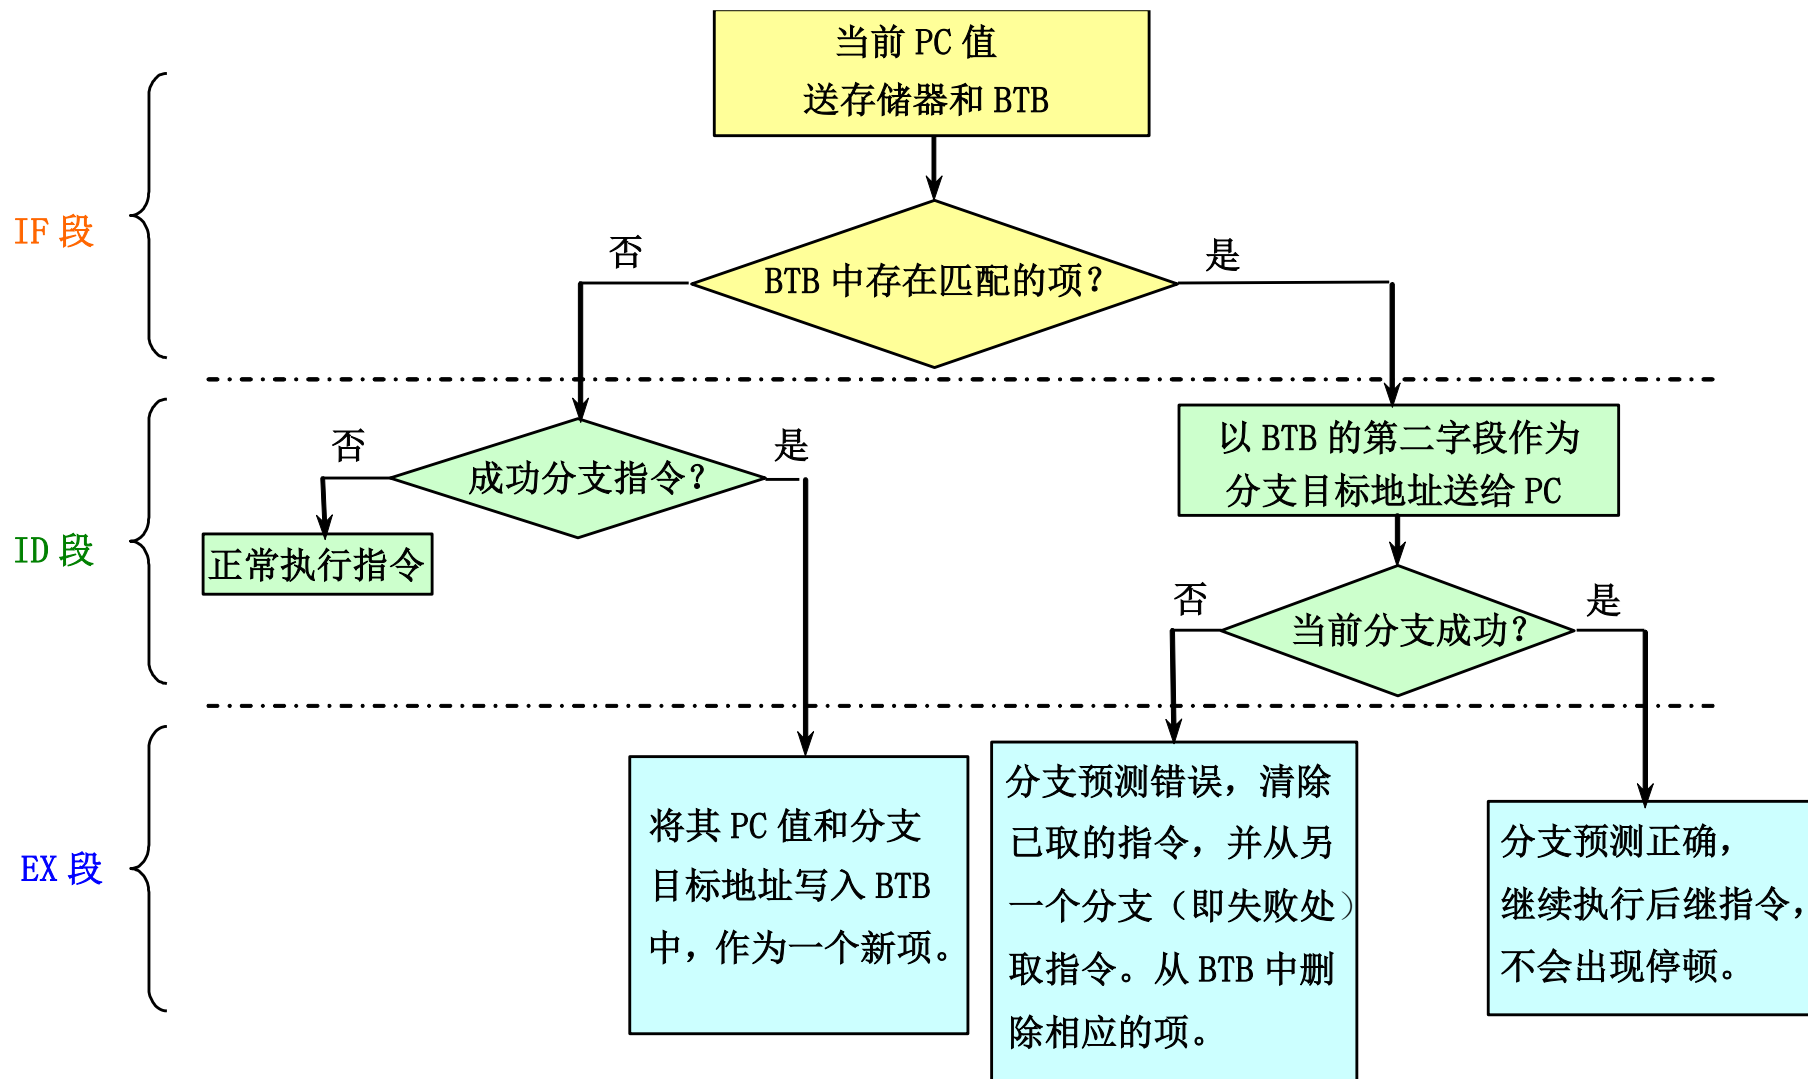 当前 PC 值
送存储器和 BTB
IF 段
否
是
BTB 中存在匹配的项？
ID 段
否
是
成功分支指令？
正常执行指令
以 BTB 的第二字段作为
分支目标地址送给 PC
否
是
当前分支成功？
EX 段
将其 PC 值和分支
目标地址写入 BTB
中，作为一个新项。
分支预测错误，清除
已取的指令，并从另
一个分支（即失败处）
取指令。从 BTB 中删
除相应的项。
分支预测正确，
继续执行后继指令，
不会出现停顿。